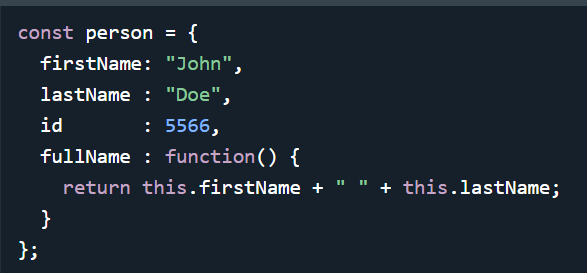 const person = {
  firstName: "John",
  lastName : "Doe",
  id       : 5566,
  fullName : function() {
    return this.firstName + " " + this.lastName;
  }
};